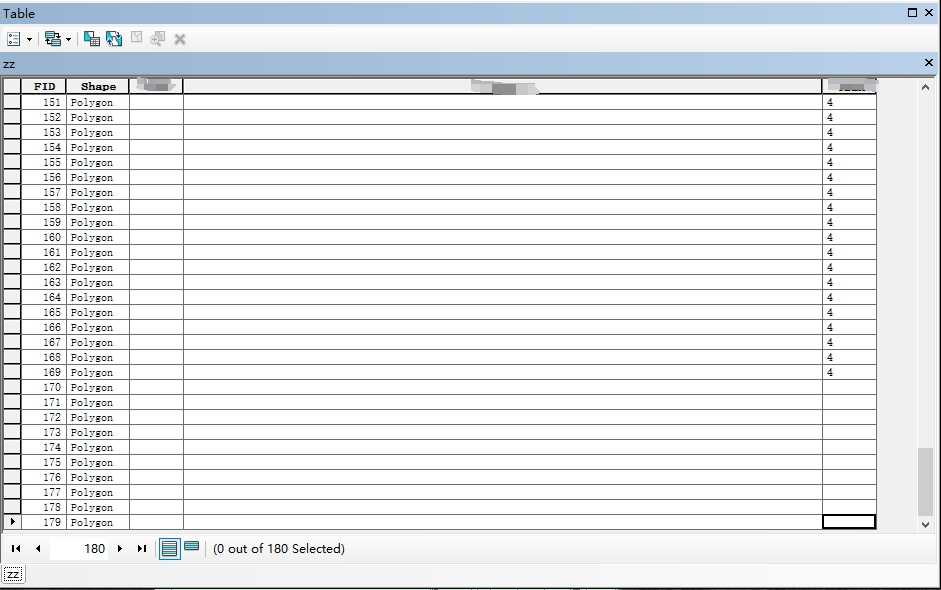 Table
zz
FID Shape
151 Polygon 4
152 Polygon 4
153 Polygon 4
154 Polygon 4
155 Polygon 4
156 Polygon 4
157 Polygon 4
158 Polygon 4
159 Polygon 4
160 Polygon 4
161 Polygon 4
162 Polygon 4
163 Polygon 4
164 Polygon 4
165 Polygon 4
166 Polygon 4
167 Polygon 4
168 Polygon 4
169 Polygon 4
170 Polygon
171 Polygon
172 Polygon
173 Polygon
174 Polygon
175 Polygon
176 Polygon
177 Polygon
178 Polygon
179 Polygon
180 (0 out of 180 Selected)
zz